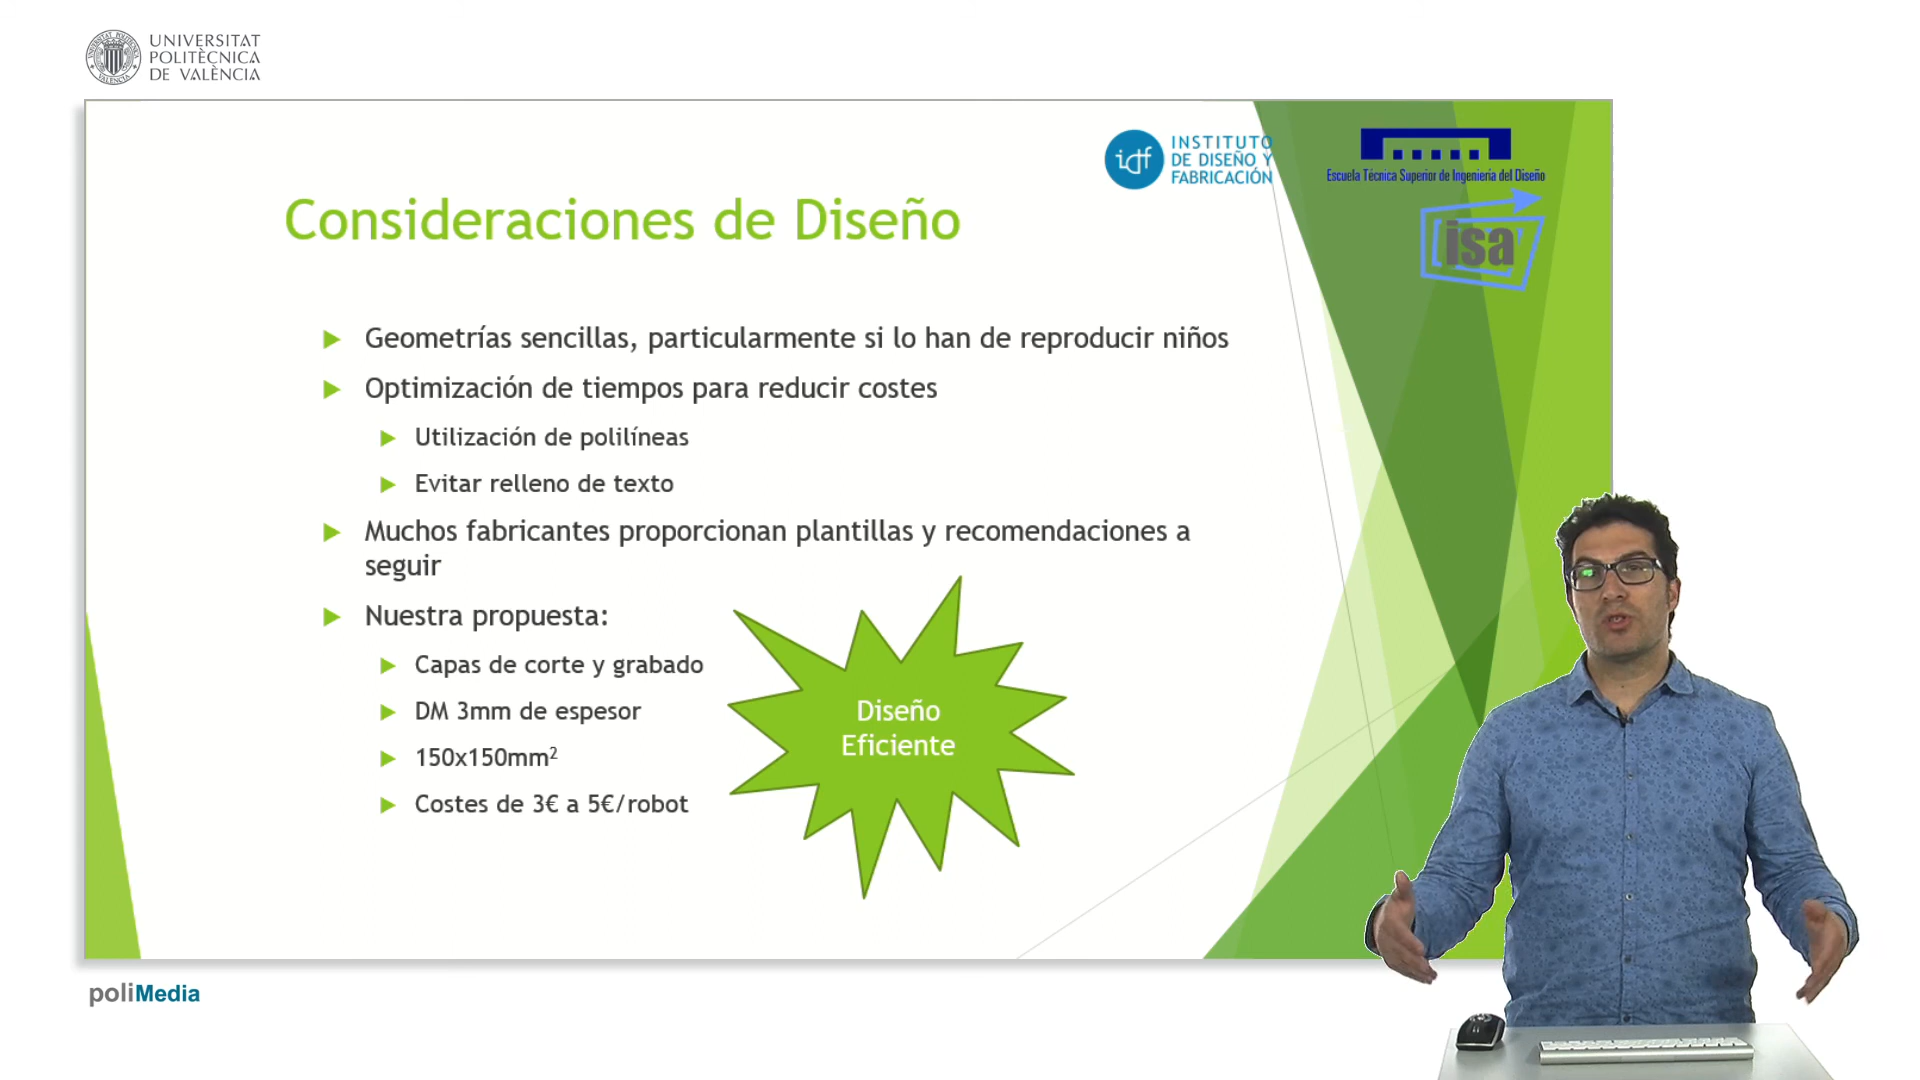 UNIVERSITAT
POLITÈCNICA
DE VALÈNCIA
idf
INSTITUTO
DE DISEÑO Y
FABRICACIÓN
Escuela Técnica Superior de Ingeniería del Diseño
isa
Consideraciones de Diseño
Geometrías sencillas, particularmente si lo han de reproducir niños
Optimización de tiempos para reducir costes
Utilización de polilíneas
Evitar relleno de texto
Muchos fabricantes proporcionan plantillas y recomendaciones a
seguir
Nuestra propuesta:
Capas de corte y grabado
DM 3mm de espesor
150x150mm²
Costes de 3€ a 5€/robot
Diseño
Eficiente
poliMedia